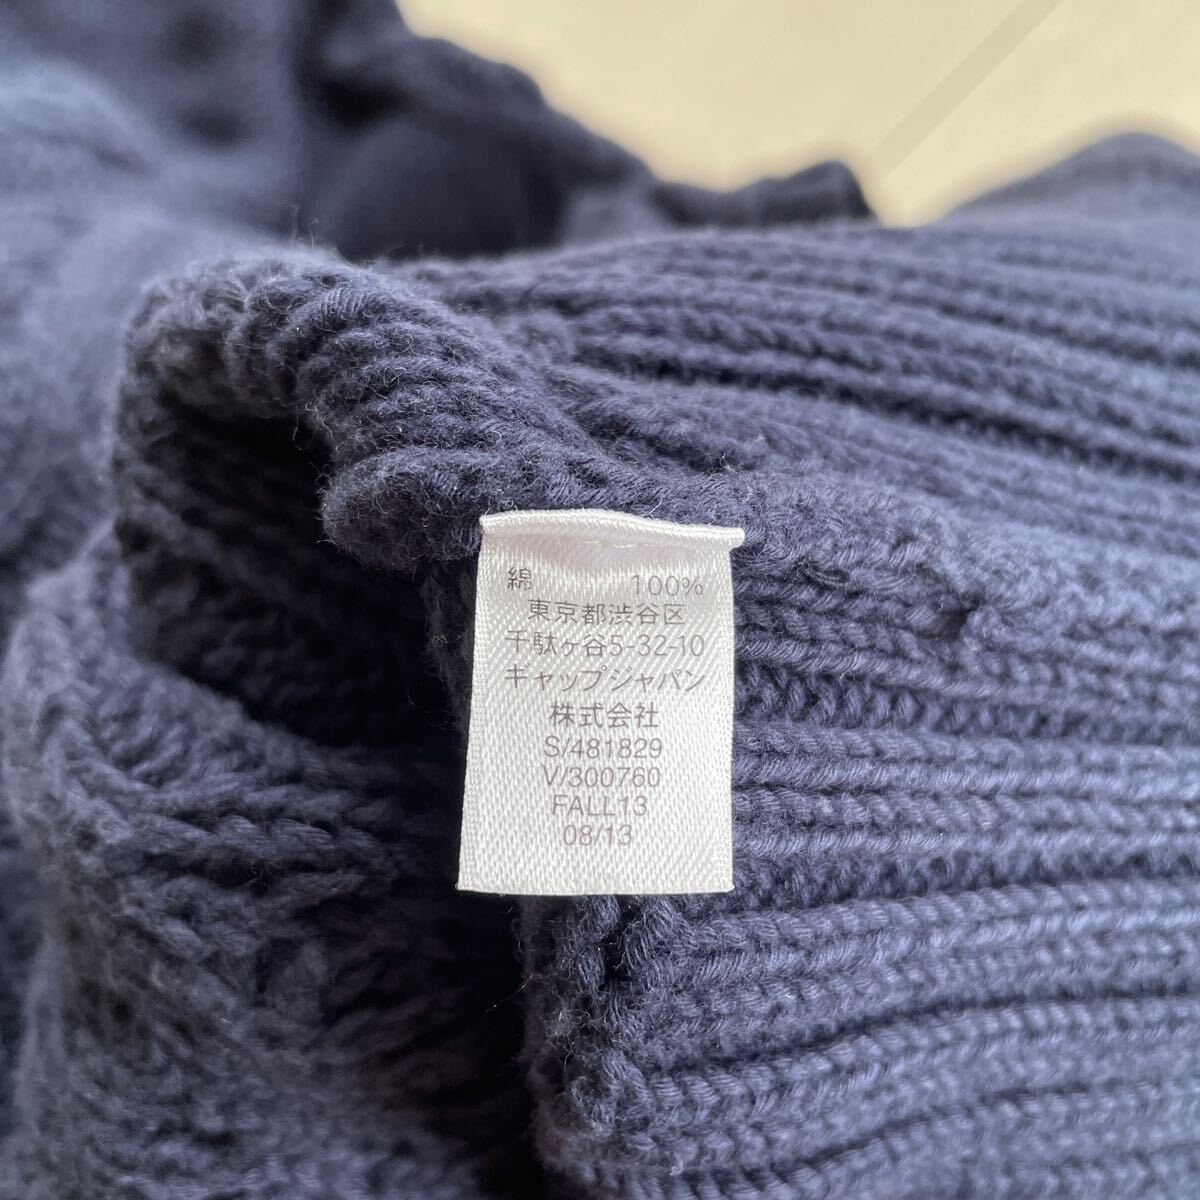 綿 100%
東京都渋谷区
千駄ヶ谷5-32-10
ギャップジャパン
株式会社
S/481829
V/300760
FALL13
08/13